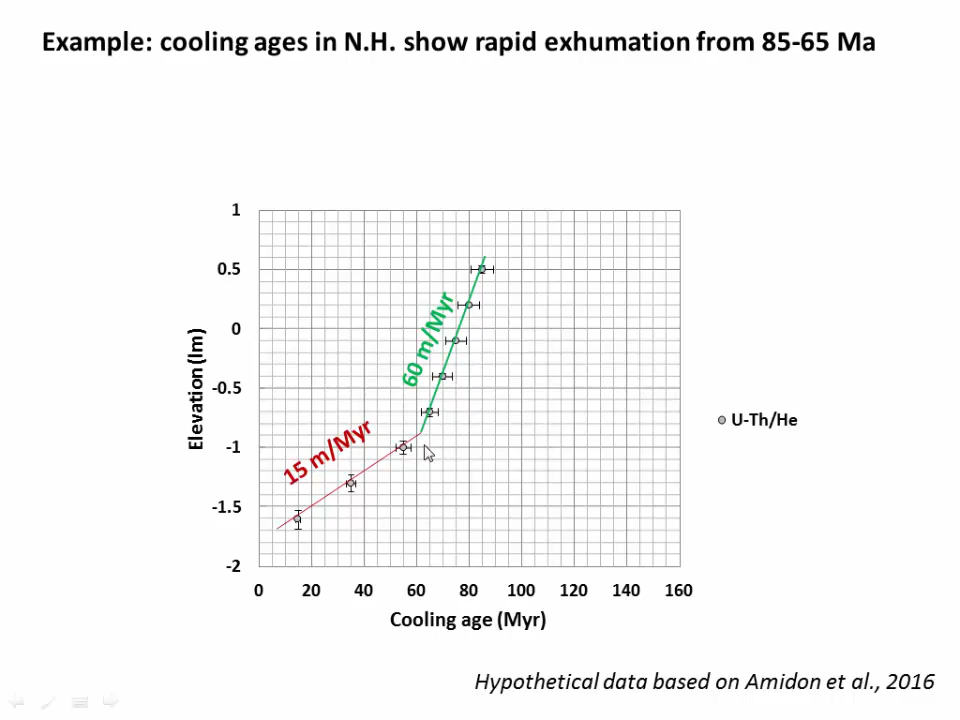 Example: cooling ages in N.H. show rapid exhumation from 85-65 Ma
1
0.5
0
-0.5
-1
-1.5
-2
Elevation (lm)
60 m/Myr
15 m/Myr
U-Th/He
0 20 40 60 80 100 120 140 160
Cooling age (Myr)
Hypothetical data based on Amidon et al., 2016